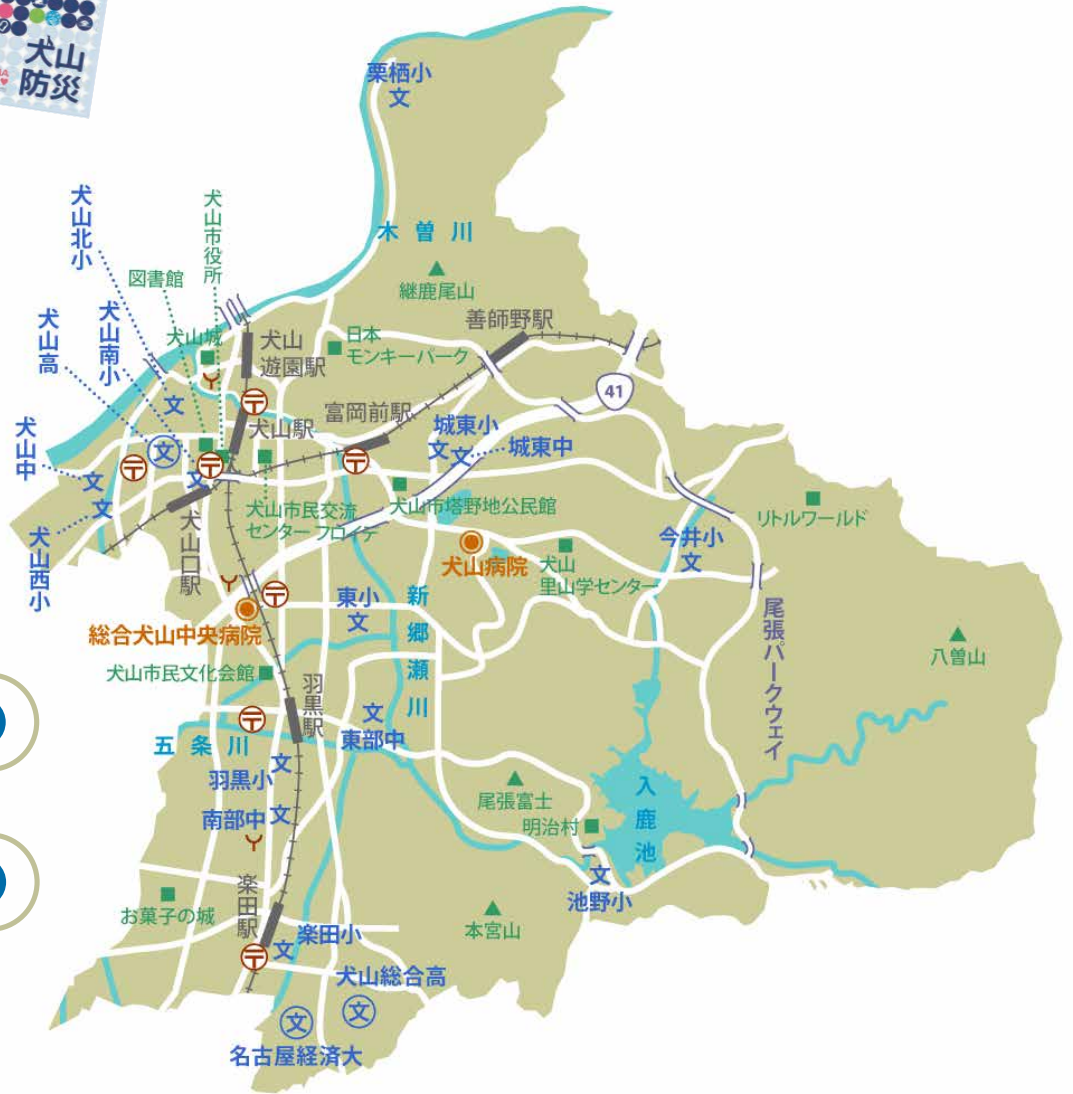 犬山
防災
栗栖小
文
犬山北小
犬山市役所
木曽川
図書館
継鹿尾山
犬山南小
犬山高
善師野駅
犬山城
犬山
遊園駅
日本
モンキーパーク
41
文
富岡前駅
犬山駅
城東小
文
文
城東中
犬山中
文
文
文
文
犬山西小
犬山口駅
犬山市民交流
センター フロイデ
犬山市塔野地公民館
リトルワールド
今井小
文
犬山病院
犬山
里山学センター
東小
文
新郷瀬川
尾張パークウェイ
総合犬山中央病院
犬山市民文化会館
八曽山
羽黒駅
文
東部中
五条川
羽黒小
文
南部中
文
尾張富士
明治村
入鹿池
文
池野小
お菓子の城
楽田駅
本宮山
文
楽田小
犬山総合高
文
文
名古屋経済大